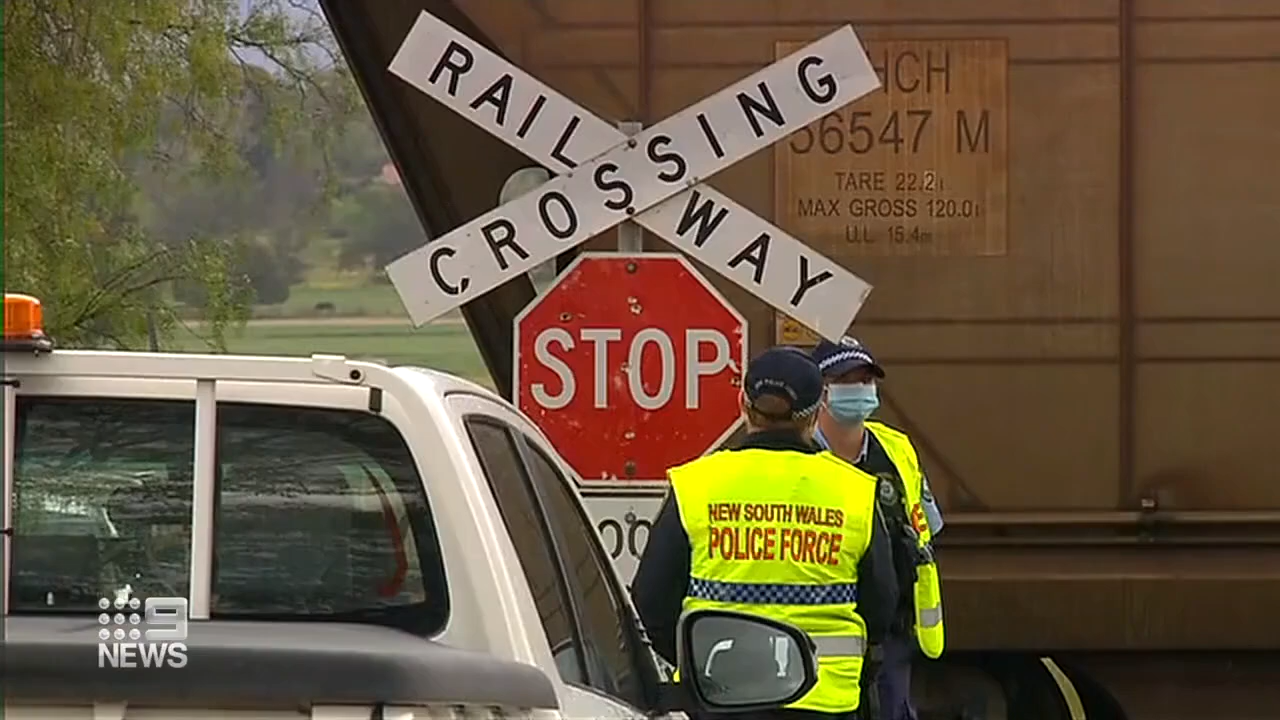 RAILWAY
CROSSING
STOP
HCH
56547 M
TARE 22.2t
MAX GROSS 120.0t
U.L 15.4m
NEW SOUTH WALES
POLICE FORCE
9
NEWS